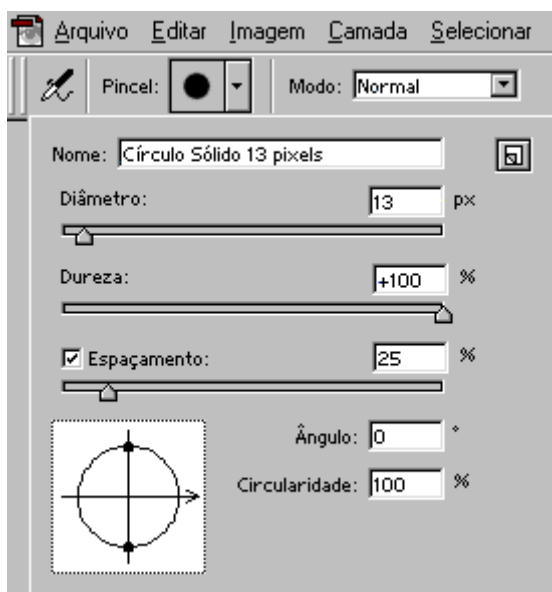 Arquivo Editar Imagem Camada Selecionar
Pincel: Modo: Normal
Nome: Círculo Sólido 13 pixels
Diâmetro: 13 px
Dureza: +100 %
Espaçamento: 25 %
Ângulo: 0 °
Circularidade: 100 %